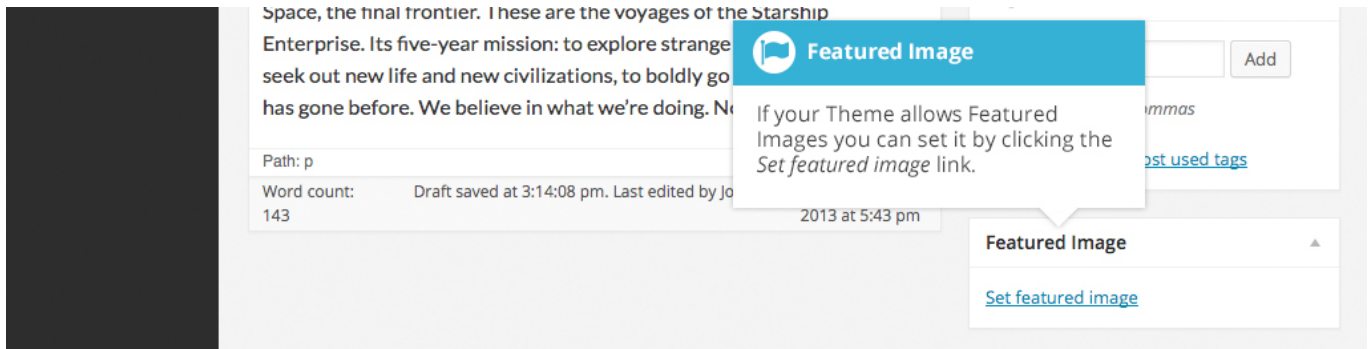 Space, the final frontier. These are the voyages of the Starship
Enterprise. Its five-year mission: to explore strange
seek out new life and new civilizations, to boldly go
has gone before. We believe in what we're doing.
Path: p
Word count:
143
Draft saved at 3:14:08 pm. Last edited by
2013 at 5:43 pm
Featured Image
If your Theme allows Featured
Images you can set it by clicking the
Set featured image link.
Add
used tags
Featured Image
Set featured image